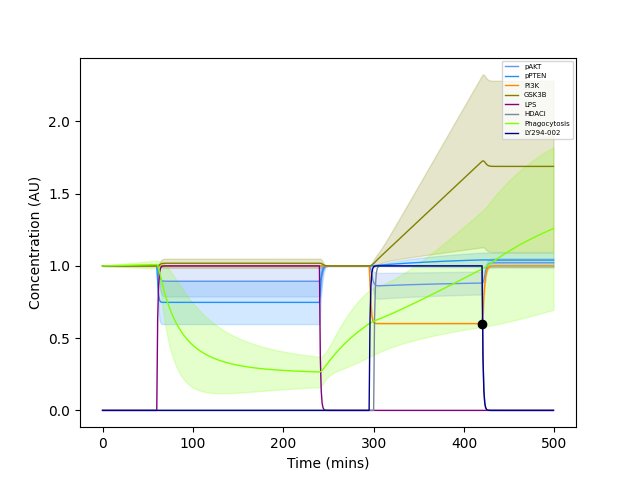 pAKT
pPTEN
PI3K
GSK3B
LPS
HDACi
Phagocytosis
LY294-002
2.0
1.5
1.0
0.5
0.0
Concentration (AU)
0 100 200 300 400 500
Time (mins)